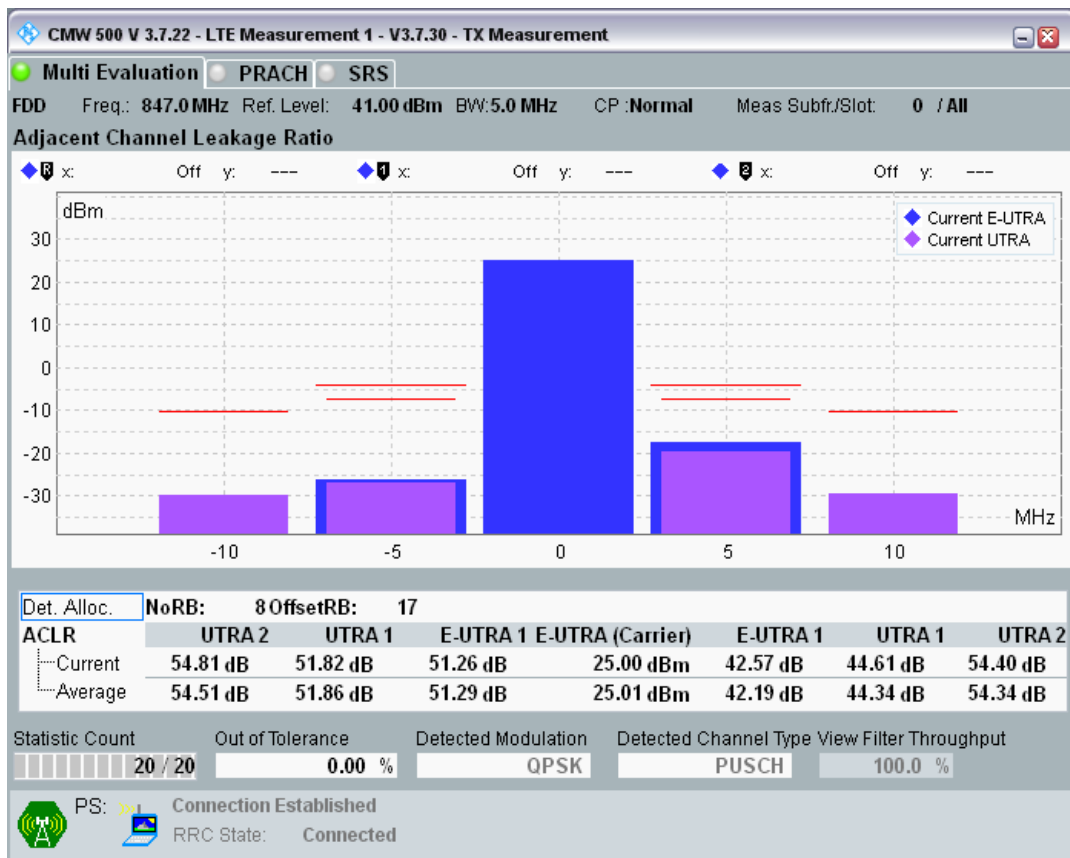 CMW 500 V 3.7.22 - LTE Measurement 1 - V3.7.30 - TX Measurement
Multi Evaluation PRACH SRS
FDD Freq.: 847.0 MHz Ref. Level: 41.00 dBm BW:5.0 MHz CP :Normal Meas Subfr./Slot: 0 / All
Adjacent Channel Leakage Ratio
R x: Off y: --- 1 x: Off y: --- 2 x: Off y: ---
dBm
Current E-UTRA
Current UTRA
30
20
10
0
-10
-20
-30
MHz
-10 -5 0 5 10
Det. Alloc. NoRB: 8 OffsetRB: 17
ACLR UTRA 2 UTRA 1 E-UTRA 1 E-UTRA (Carrier) E-UTRA 1 UTRA 1 UTRA 2
Current 54.81 dB 51.82 dB 51.26 dB 25.00 dBm 42.57 dB 44.61 dB 54.40 dB
Average 54.51 dB 51.86 dB 51.29 dB 25.01 dBm 42.19 dB 44.34 dB 54.34 dB
Statistic Count Out of Tolerance Detected Modulation Detected Channel Type View Filter Throughput
20 / 20 0.00 % QPSK PUSCH 100.0 %
PS: Connection Established
RRC State: Connected